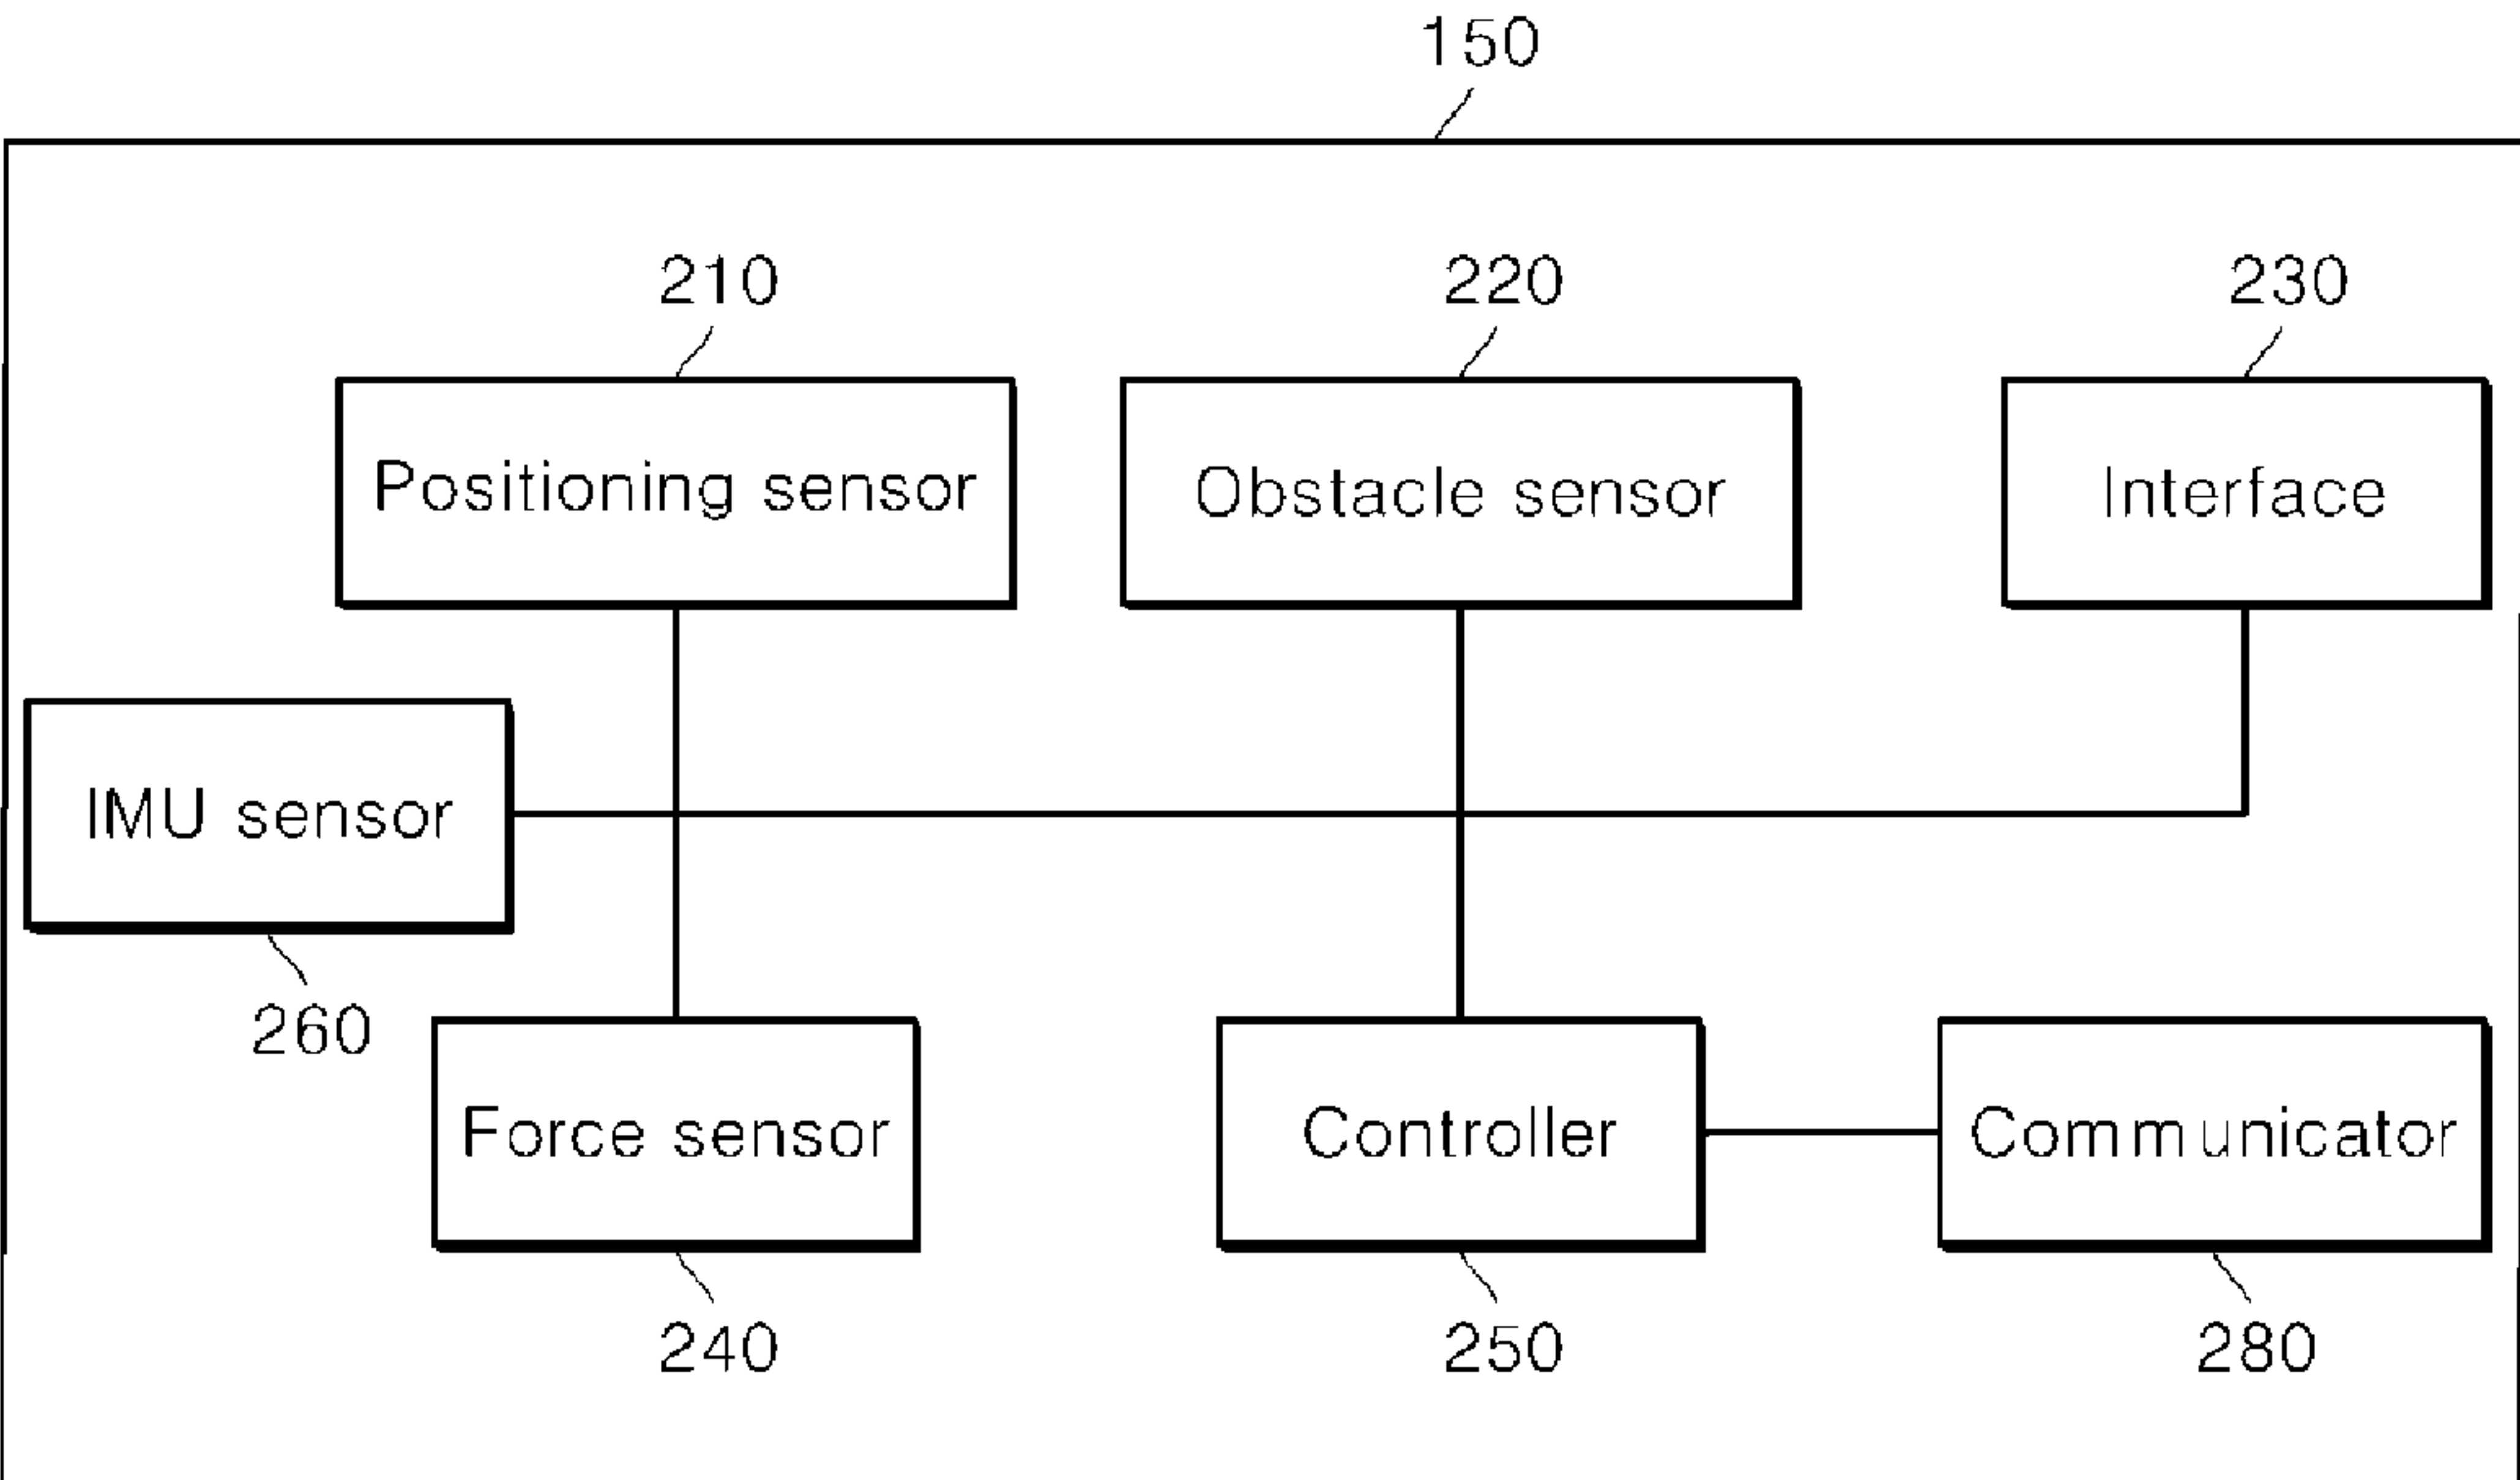 150
210
220
230
Positioning sensor
Obstacle sensor
Interface
IMU sensor
260
Force sensor
Controller
Communicator
240
250
280